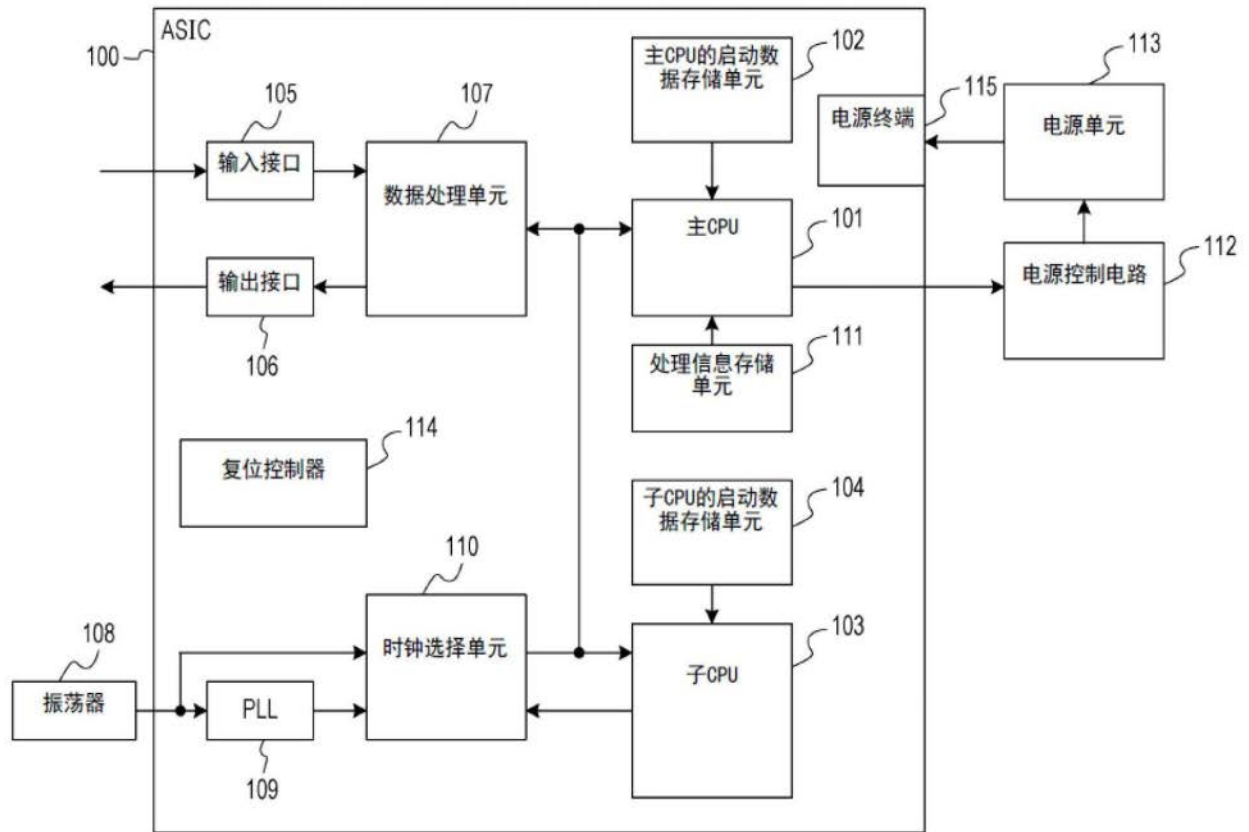 ASIC
100
105
输入接口
107
数据处理单元
输出接口
106
102
主CPU的启动数
据存储单元
115
电源终端
113
电源单元
主CPU
101
电源控制电路
112
处理信息存储
单元
111
114
复位控制器
子CPU的启动数
据存储单元
104
110
时钟选择单元
子CPU
103
108
振荡器
PLL
109